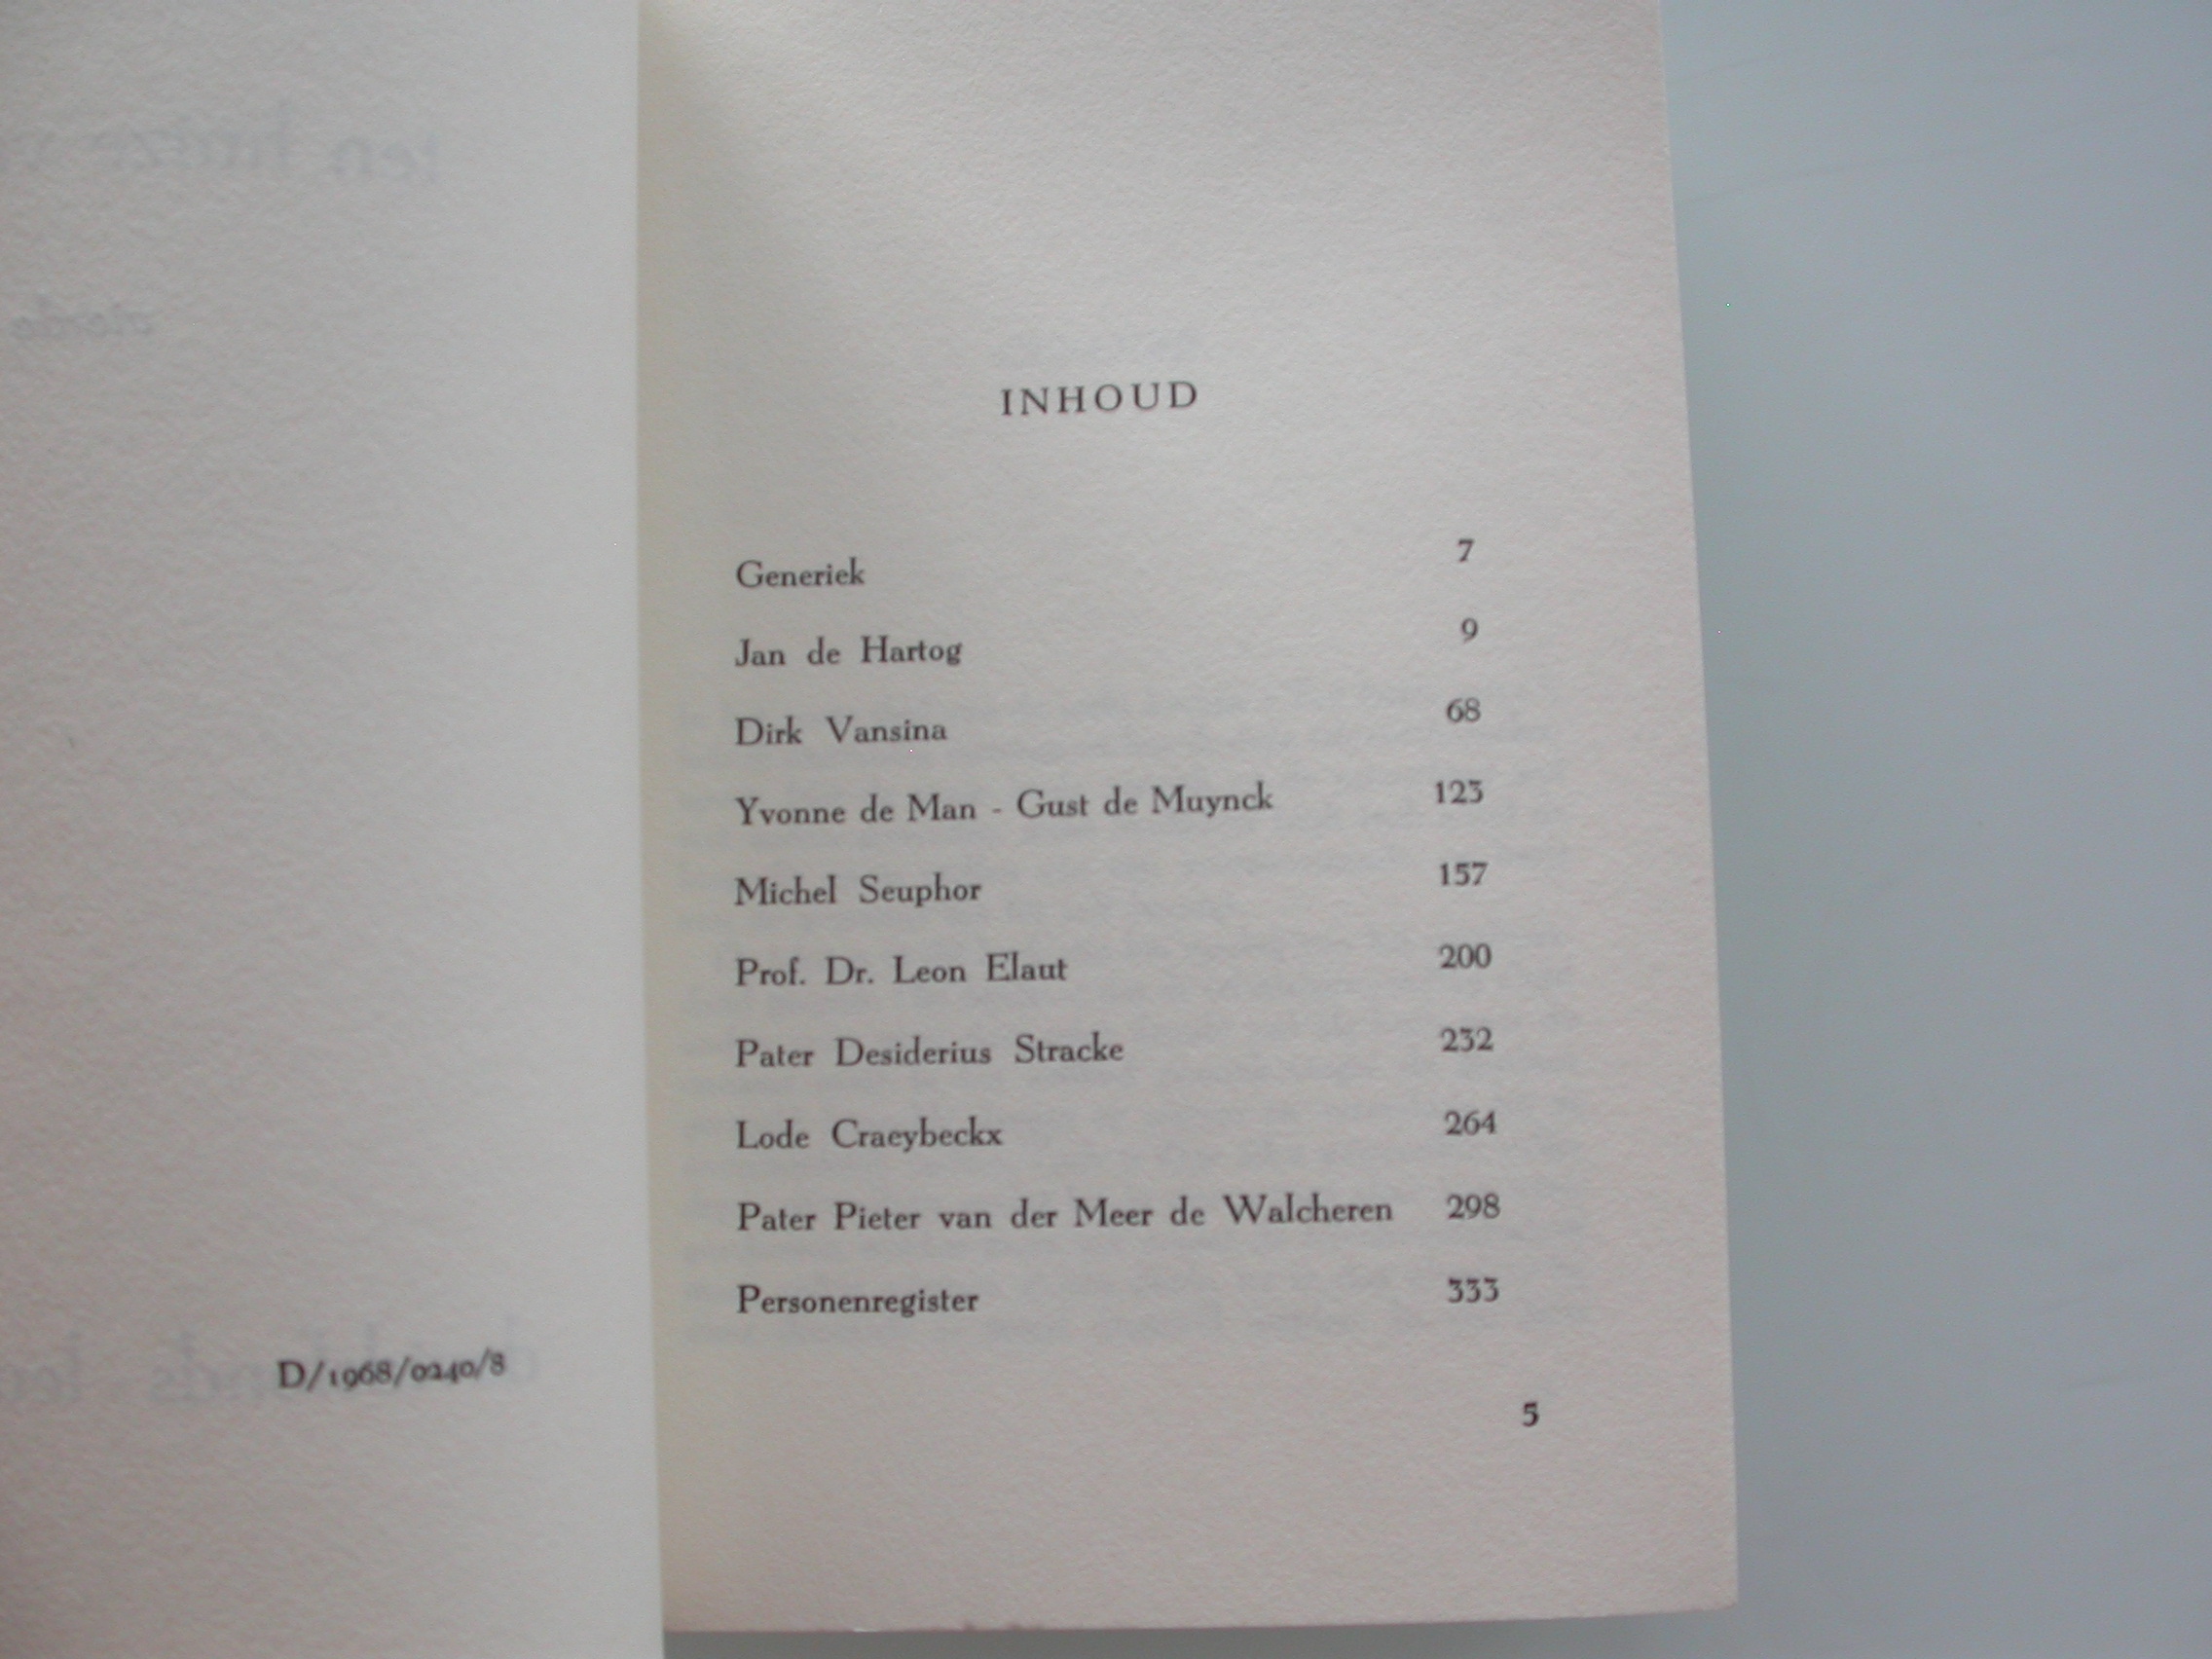 D/1968/0240/8
INHOUD
Generiek 7
Jan de Hartog 9
Dirk Vansina 68
Yvonne de Man - Gust de Muynck 123
Michel Seuphor 157
Prof. Dr. Leon Elaut 200
Pater Desiderius Stracke 232
Lode Craeybeckx 264
Pater Pieter van der Meer de Walcheren 298
Personenregister 333
5